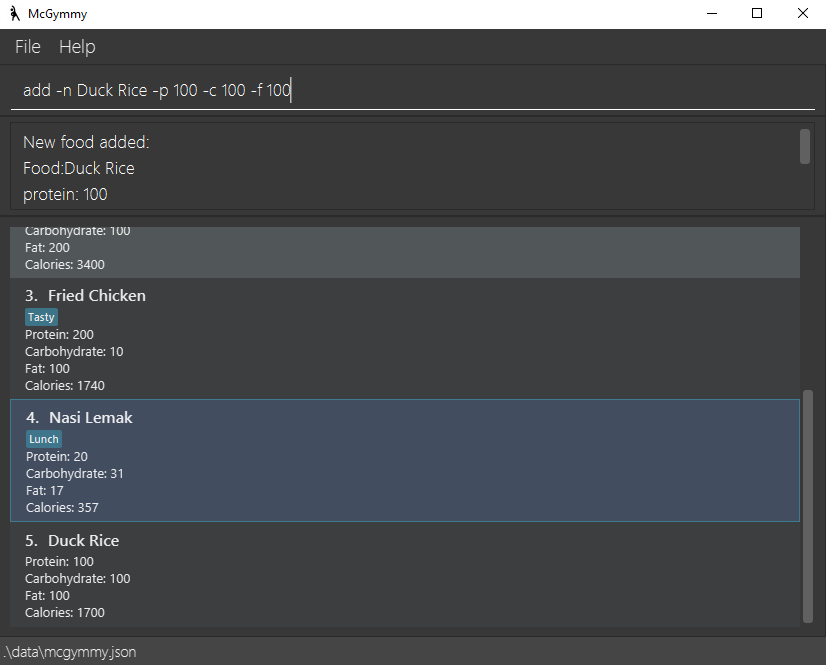 McGymmy
File Help
add -n Duck Rice -p 100 -c 100 -f 100
New food added:
Food:Duck Rice
protein: 100
Carbohydrate: 100
Fat: 200
Calories: 3400
3. Fried Chicken
Tasty
Protein: 200
Carbohydrate: 10
Fat: 100
Calories: 1740
4. Nasi Lemak
Lunch
Protein: 20
Carbohydrate: 31
Fat: 17
Calories: 357
5. Duck Rice
Protein: 100
Carbohydrate: 100
Fat: 100
Calories: 1700
.\data\mcgymmy.json